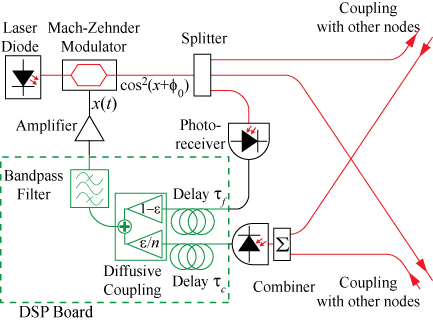 Laser
Diode
Mach-Zehnder
Modulator
Splitter
Coupling
with other nodes
cos²(x+ϕ₀)
x(t)
Amplifier
Photo-
receiver
Bandpass
Filter
Delay τ_f
1–ε
ε/n
Σ
Diffusive
Coupling
Delay τ_c
Combiner
Coupling
with other nodes
DSP Board